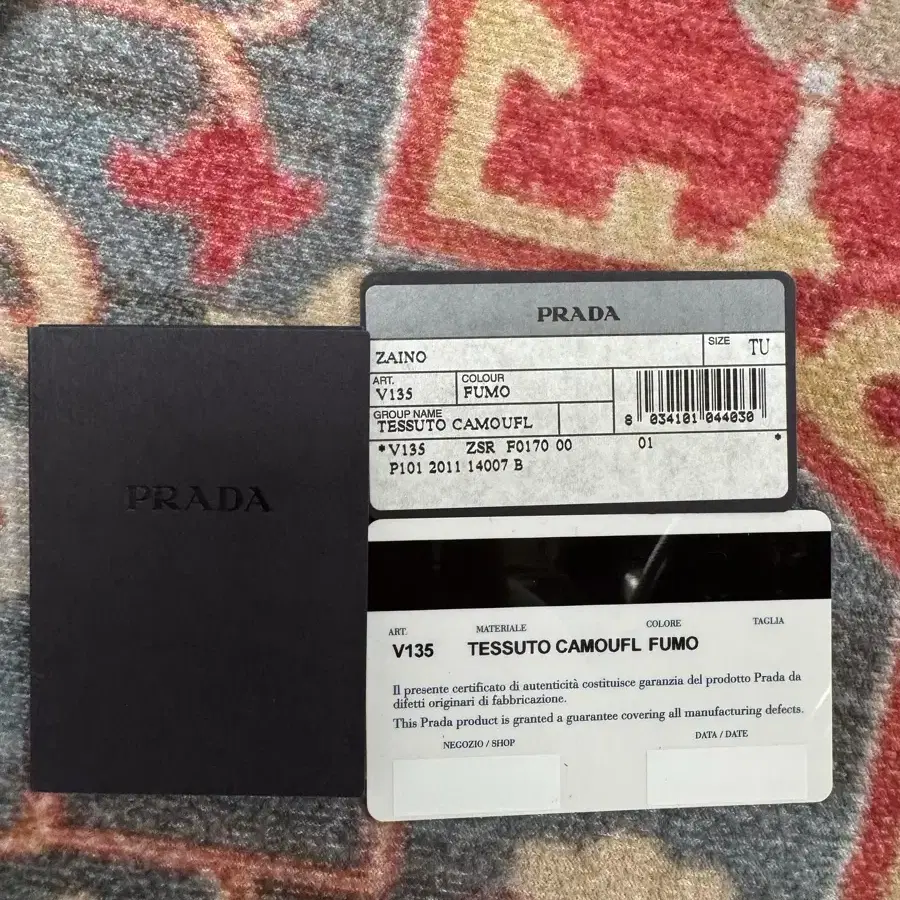 PRADA
PRADA
ZAINO
SIZE TU
ART. COLOUR
V135 FUMO
GROUP NAME
TESSUTO CAMOUFL
8 034101 044030
*V135 ZSR F0170 00 01 *
P101 2011 14007 B
ART. MATERIALE COLORE TAGLIA
V135 TESSUTO CAMOUFL FUMO
Il presente certificato di autenticità costituisce garanzia del prodotto Prada da
difetti originari di fabbricazione.
This Prada product is granted a guarantee covering all manufacturing defects.
NEGOZIO / SHOP DATA / DATE